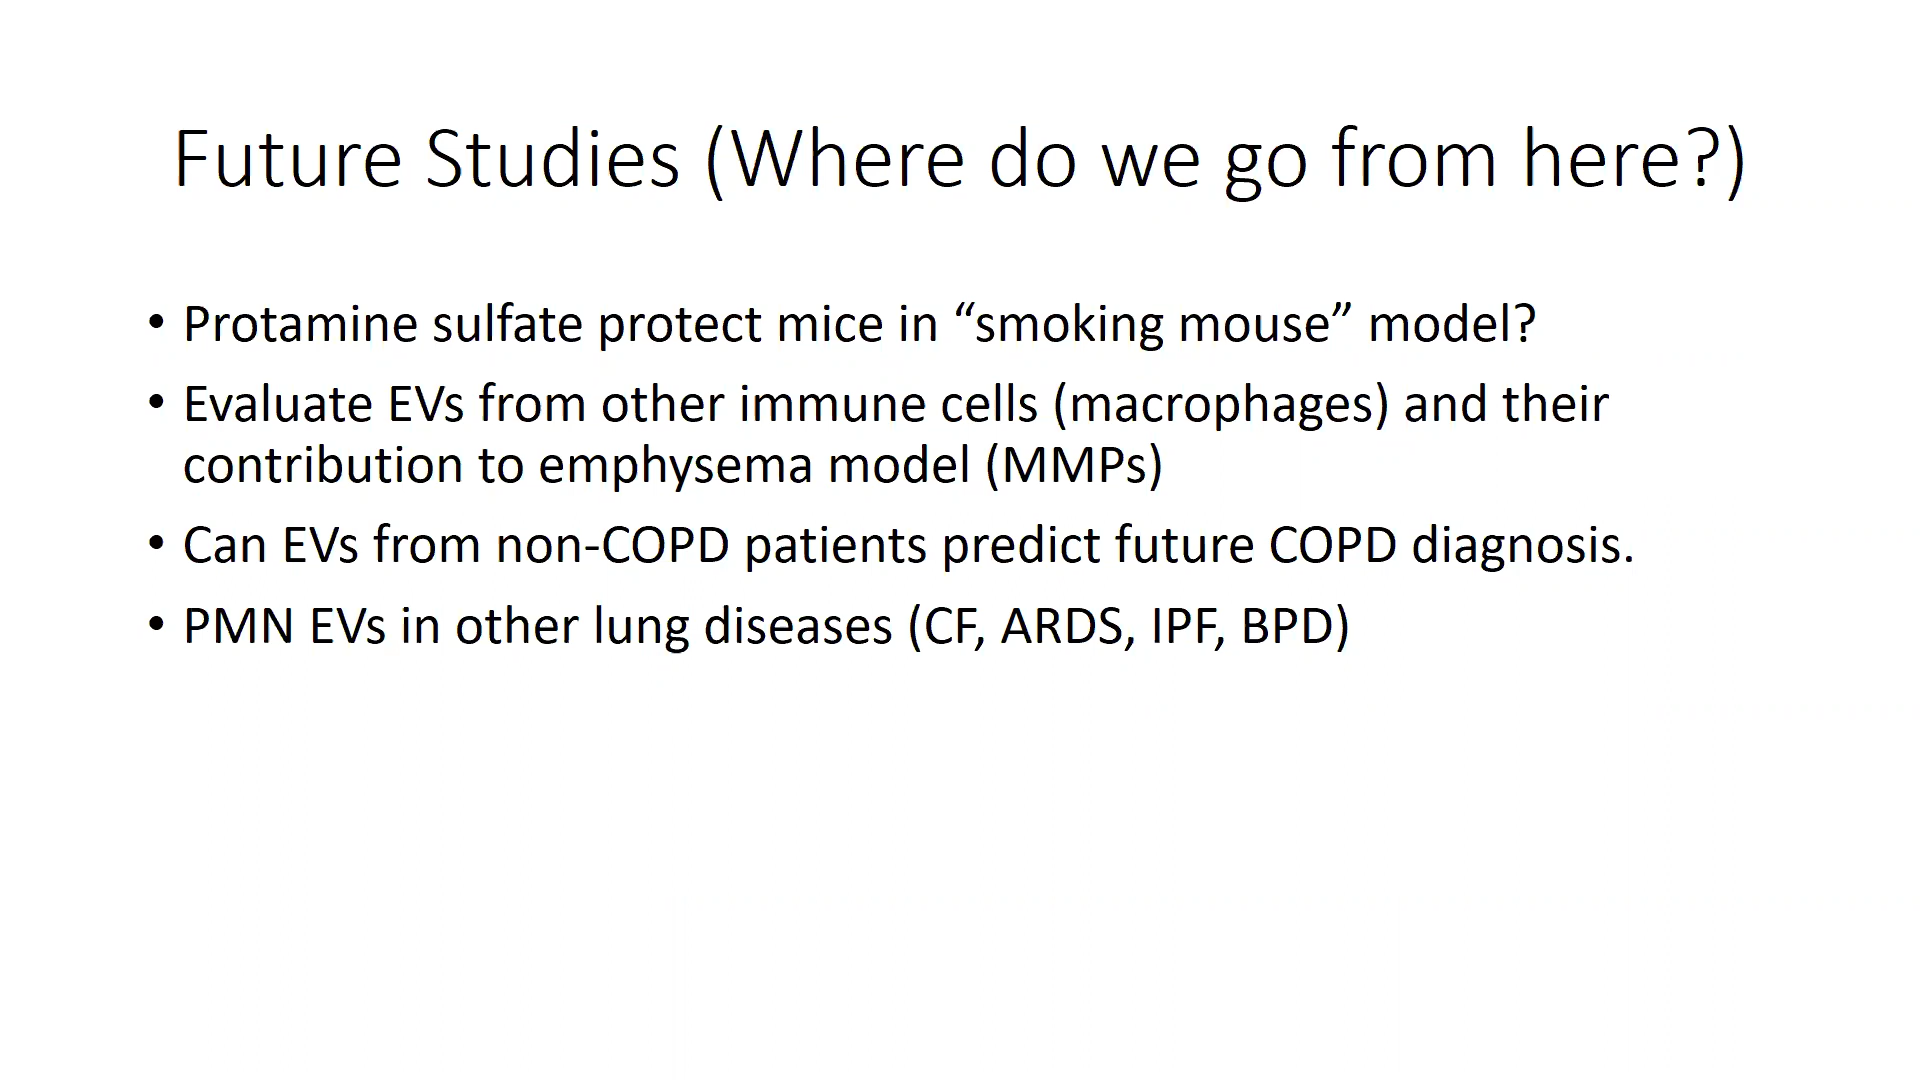 Future Studies (Where do we go from here?)
• Protamine sulfate protect mice in “smoking mouse” model?
• Evaluate EVs from other immune cells (macrophages) and their
contribution to emphysema model (MMPs)
• Can EVs from non-COPD patients predict future COPD diagnosis.
• PMN EVs in other lung diseases (CF, ARDS, IPF, BPD)